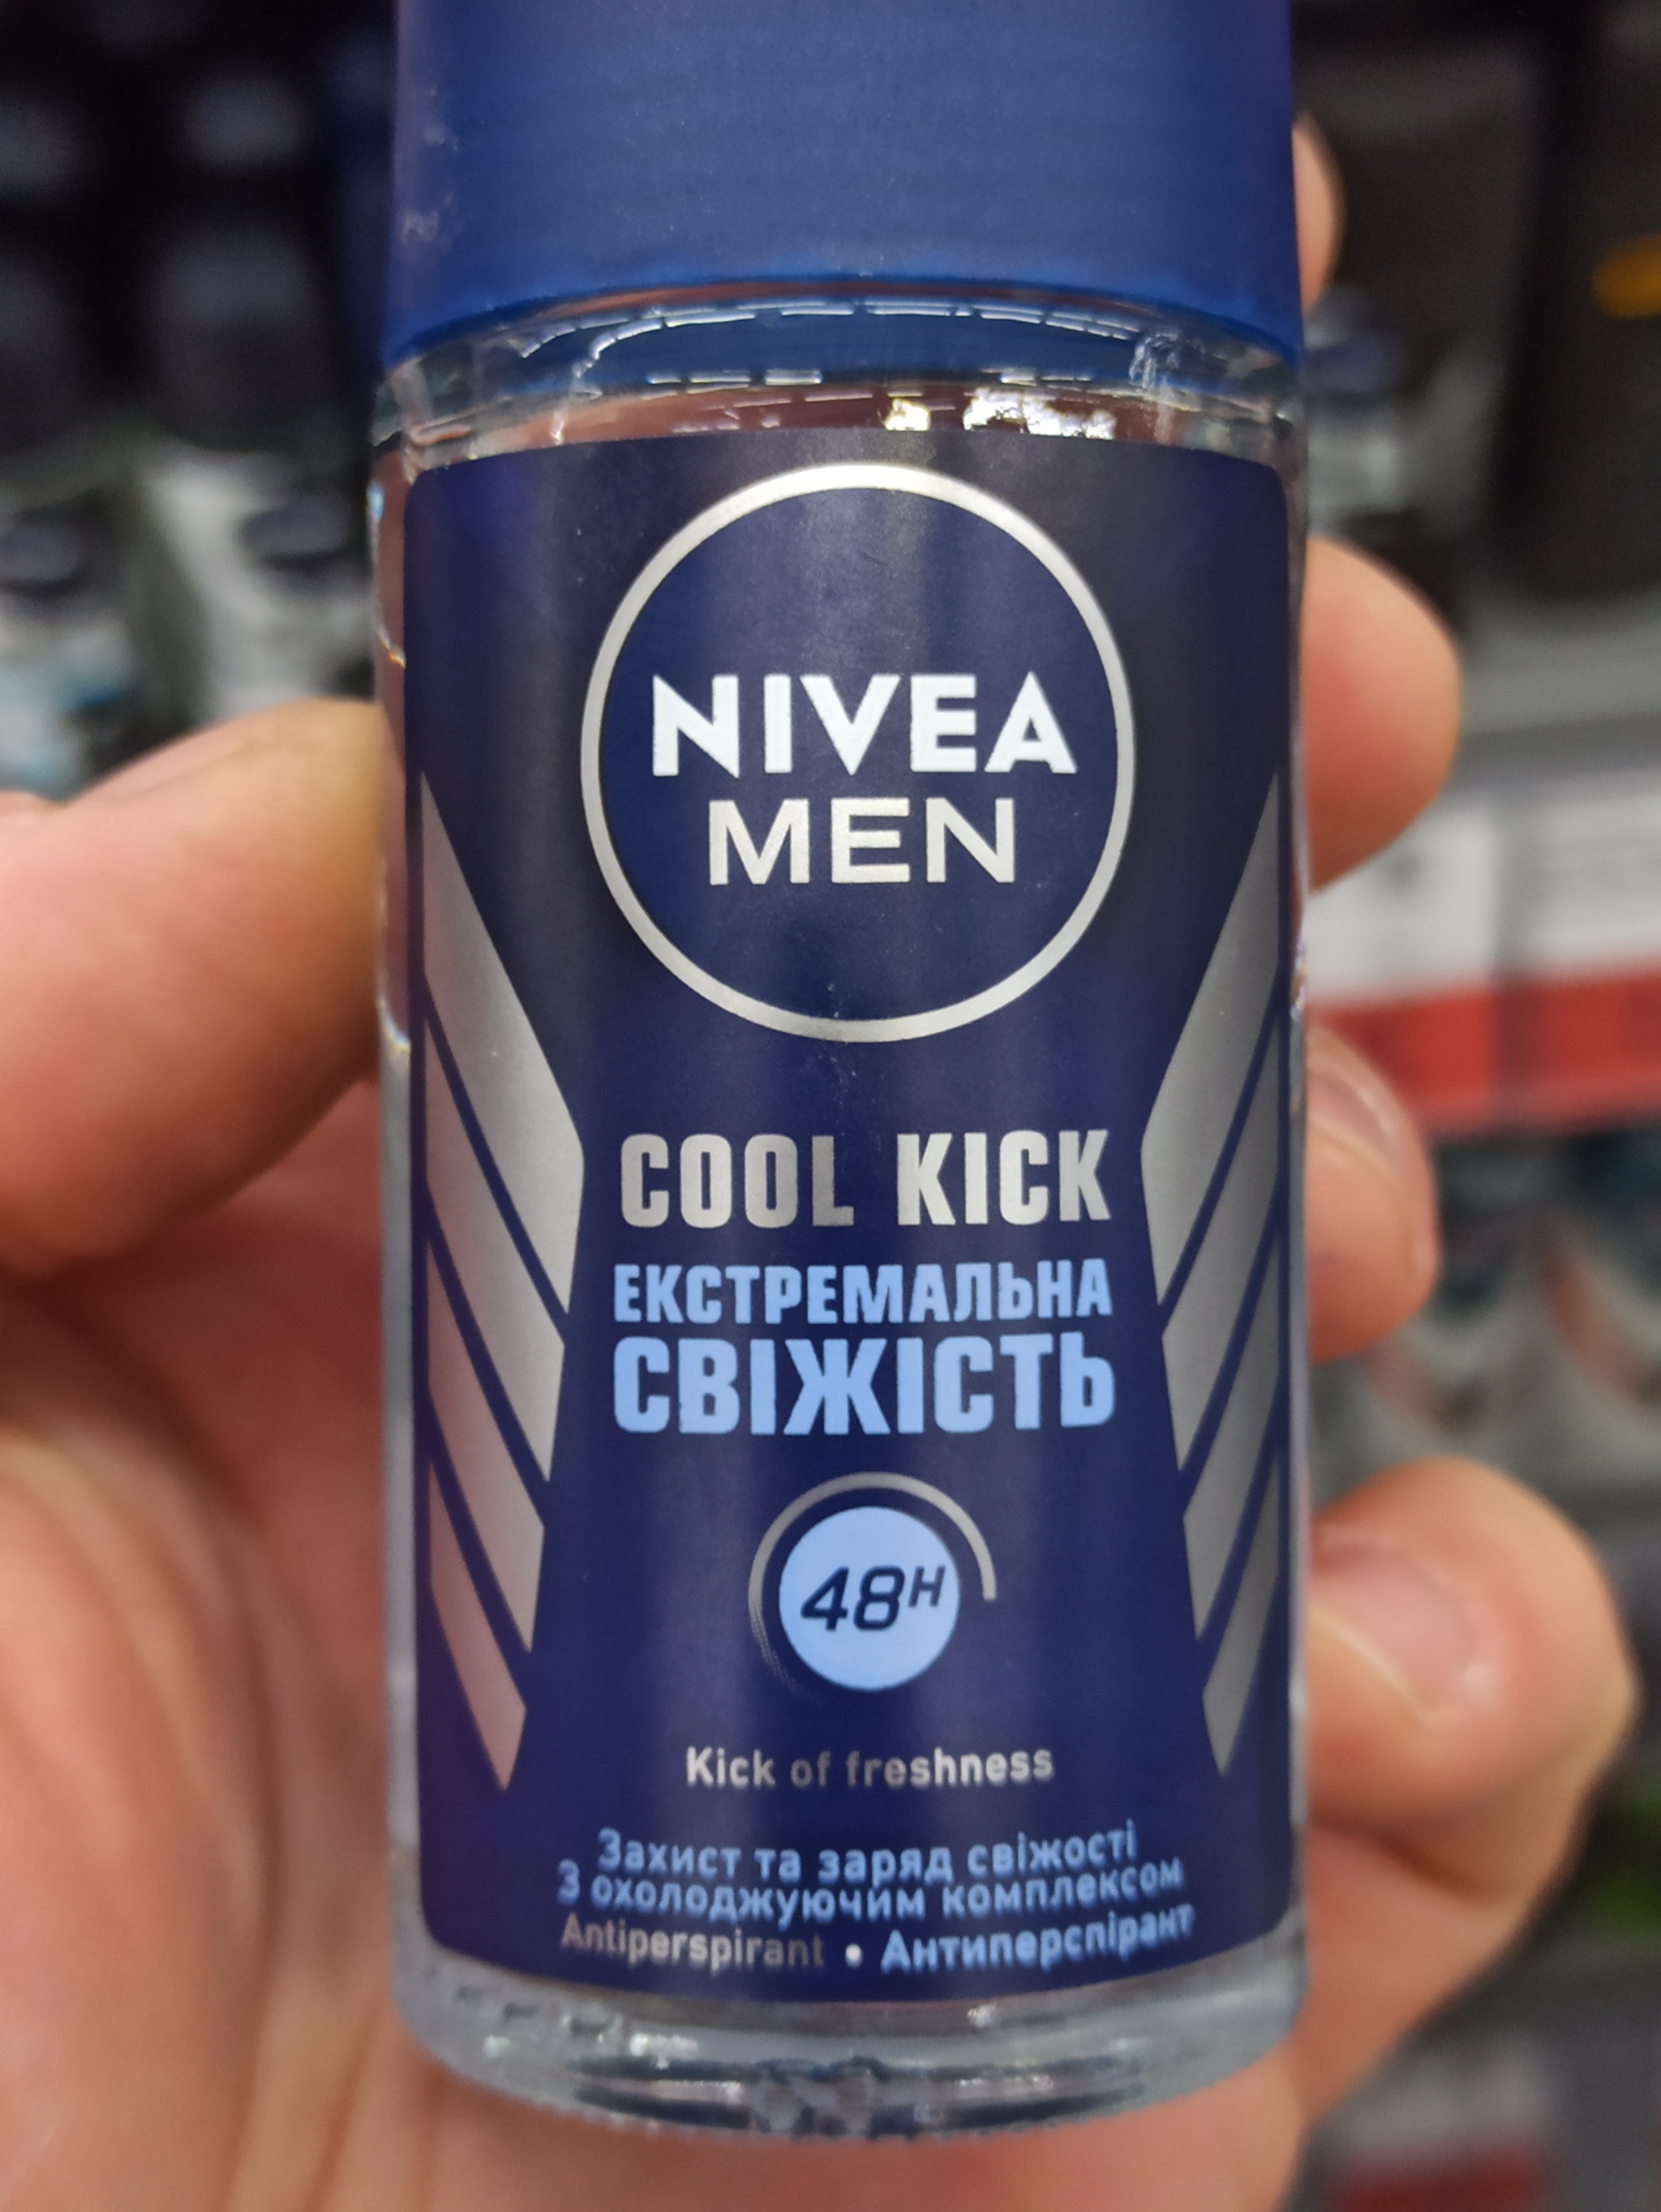 NIVEA
MEN
COOL KICK
ЕКСТРЕМАЛЬНА
СВІЖІСТЬ
48H
Kick of freshness
Захист та заряд свіжості
З охолоджуючим комплексом
Antiperspirant • Антиперспірант